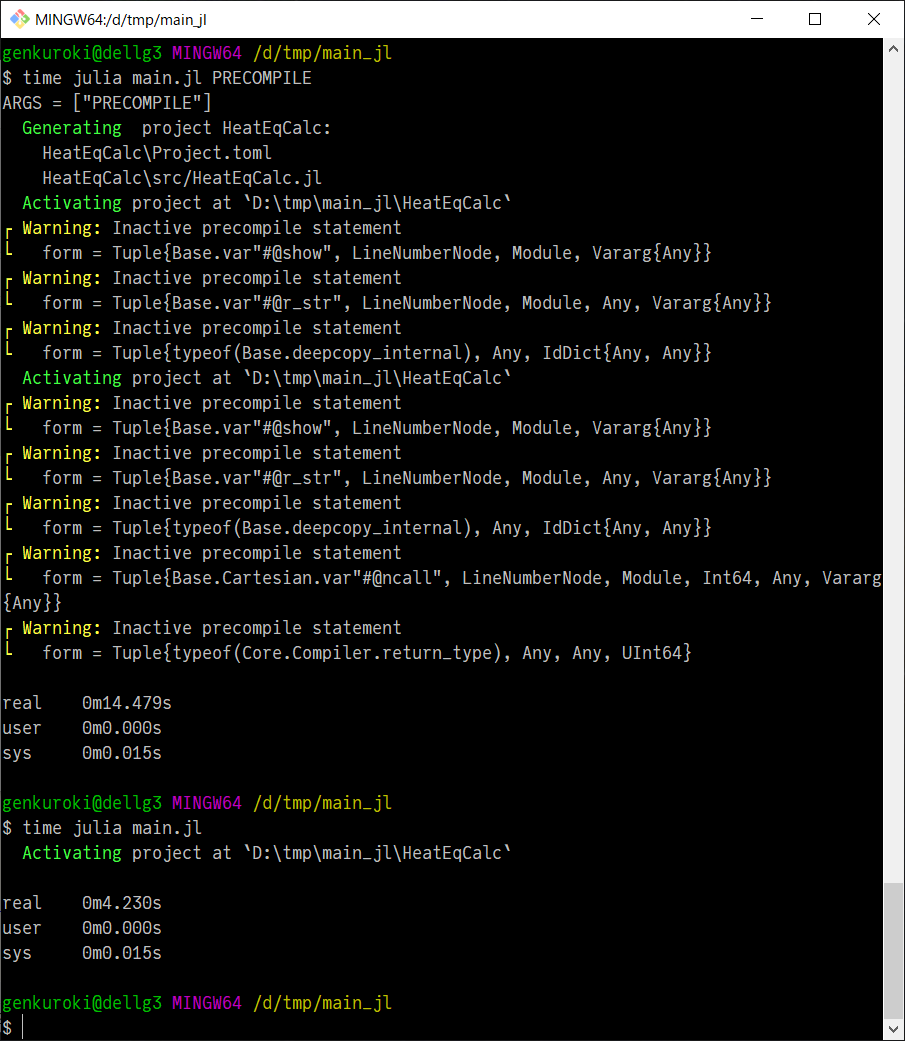 MINGW64:/d/tmp/main_jl
genkuroki@dellg3 MINGW64 /d/tmp/main_jl
$ time julia main.jl PRECOMPILE
ARGS = ["PRECOMPILE"]
  Generating  project HeatEqCalc:
    HeatEqCalc\Project.toml
    HeatEqCalc\src/HeatEqCalc.jl
  Activating project at `D:\tmp\main_jl\HeatEqCalc`
┌ Warning: Inactive precompile statement
└   form = Tuple{Base.var"#@show", LineNumberNode, Module, Vararg{Any}}
┌ Warning: Inactive precompile statement
└   form = Tuple{Base.var"#@r_str", LineNumberNode, Module, Any, Vararg{Any}}
┌ Warning: Inactive precompile statement
└   form = Tuple{typeof(Base.deepcopy_internal), Any, IdDict{Any, Any}}
  Activating project at `D:\tmp\main_jl\HeatEqCalc`
┌ Warning: Inactive precompile statement
└   form = Tuple{Base.var"#@show", LineNumberNode, Module, Vararg{Any}}
┌ Warning: Inactive precompile statement
└   form = Tuple{Base.var"#@r_str", LineNumberNode, Module, Any, Vararg{Any}}
┌ Warning: Inactive precompile statement
└   form = Tuple{typeof(Base.deepcopy_internal), Any, IdDict{Any, Any}}
┌ Warning: Inactive precompile statement
└   form = Tuple{Base.Cartesian.var"#@ncall", LineNumberNode, Module, Int64, Any, Vararg
{Any}}
┌ Warning: Inactive precompile statement
└   form = Tuple{typeof(Core.Compiler.return_type), Any, Any, UInt64}
real    0m14.479s
user    0m0.000s
sys     0m0.015s
genkuroki@dellg3 MINGW64 /d/tmp/main_jl
$ time julia main.jl
  Activating project at `D:\tmp\main_jl\HeatEqCalc`
real    0m4.230s
user    0m0.000s
sys     0m0.015s
genkuroki@dellg3 MINGW64 /d/tmp/main_jl
$